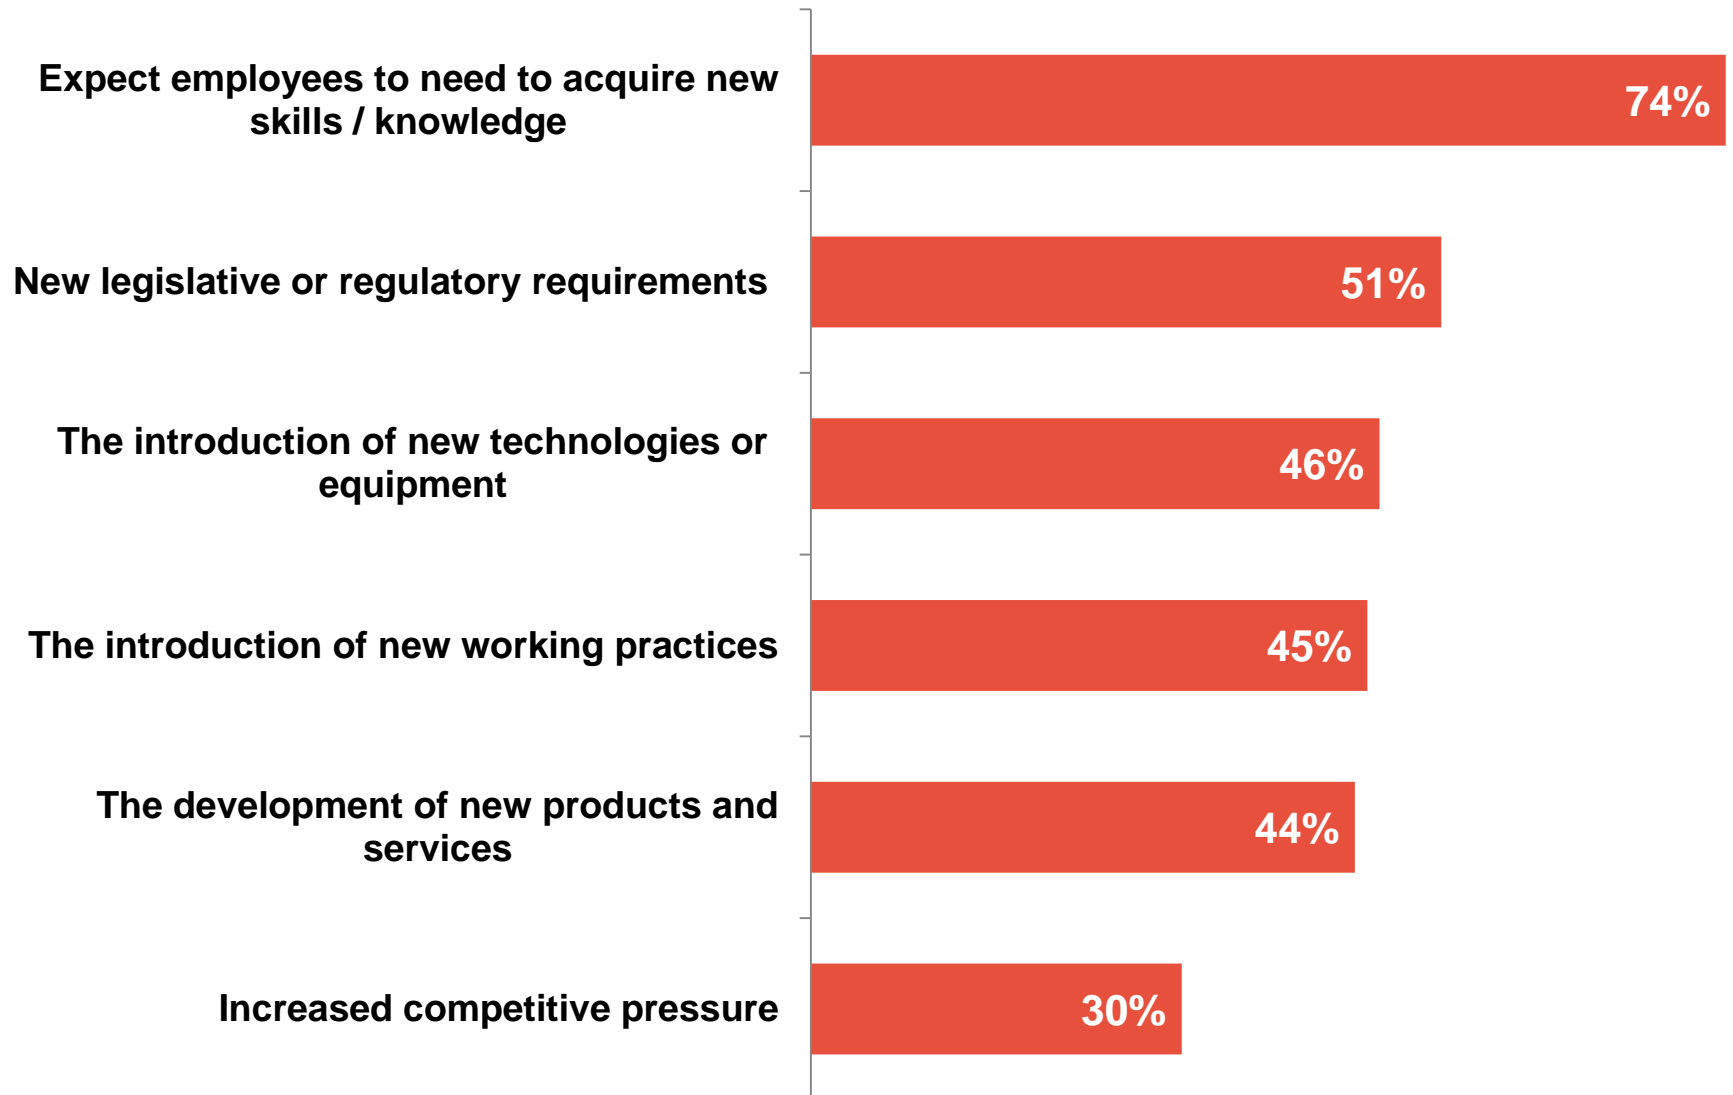 Expect employees to need to acquire new
skills / knowledge
74%
New legislative or regulatory requirements
51%
The introduction of new technologies or
equipment
46%
The introduction of new working practices
45%
The development of new products and
services
44%
Increased competitive pressure
30%